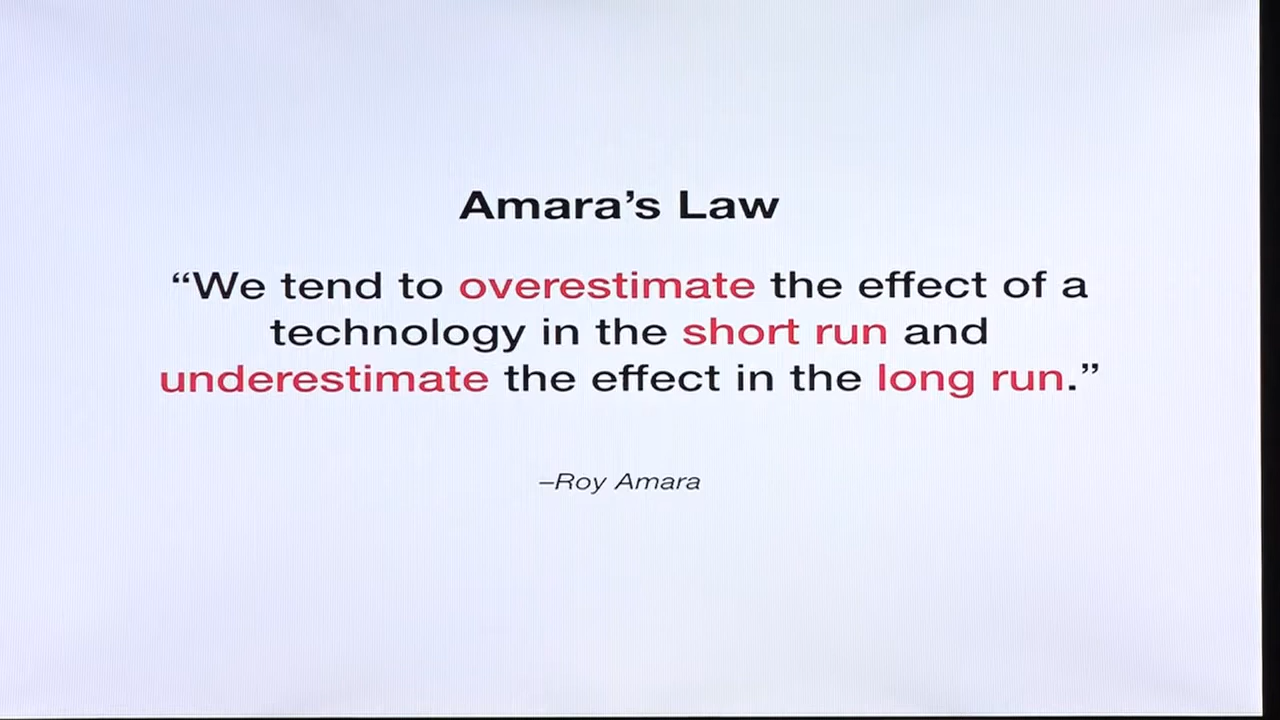 Amara’s Law
“We tend to overestimate the effect of a
technology in the short run and
underestimate the effect in the long run.”
–Roy Amara